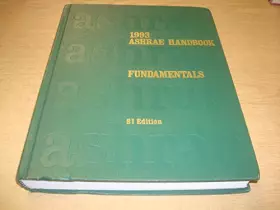 1993
ASHRAE HANDBOOK
FUNDAMENTALS
SI Edition